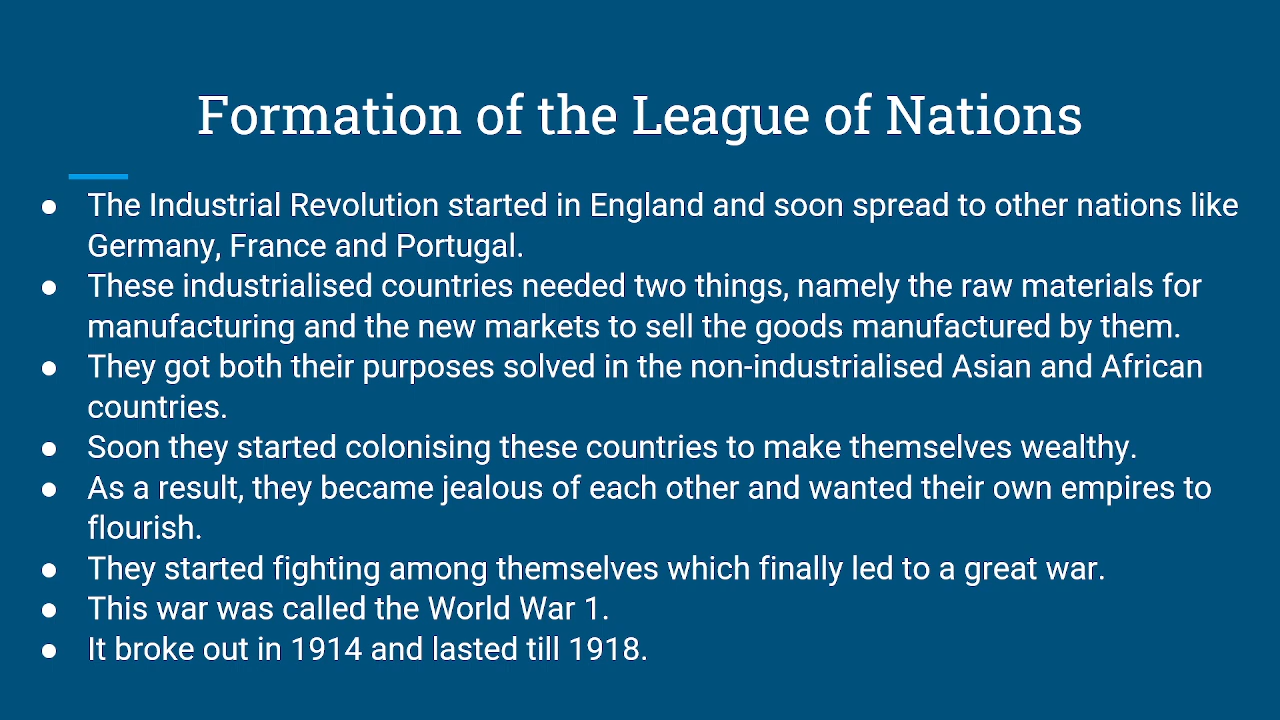 Formation of the League of Nations
● The Industrial Revolution started in England and soon spread to other nations like
Germany, France and Portugal.
● These industrialised countries needed two things, namely the raw materials for
manufacturing and the new markets to sell the goods manufactured by them.
● They got both their purposes solved in the non-industrialised Asian and African
countries.
● Soon they started colonising these countries to make themselves wealthy.
● As a result, they became jealous of each other and wanted their own empires to
flourish.
● They started fighting among themselves which finally led to a great war.
● This war was called the World War 1.
● It broke out in 1914 and lasted till 1918.